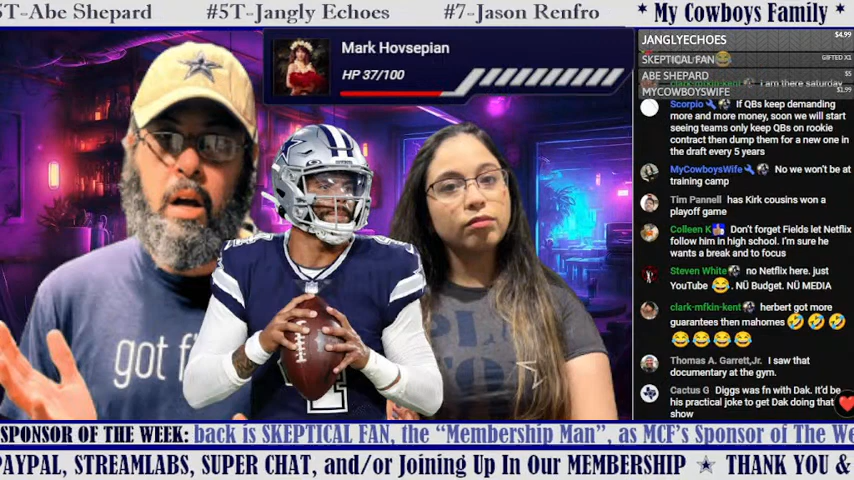 5T-Abe Shepard #5T-Jangly Echoes #7-Jason Renfro
* My Cowboys Family *
Mark Hovsepian
HP 37/100
JANGLYECHOES $4.99
SKEPTICAL FAN😂 GIFTED X1
ABE SHEPARD $5
i am there saturday
MYCOWBOYSWIFE $1.99
Scorpio If QBs keep demanding
more and more money, soon we will start
seeing teams only keep QBs on rookie
contract then dump them for a new one in
the draft every 5 years
MyCowboysWife No we won't be at
training camp
Tim Pannell has Kirk cousins won a
playoff game
Colleen K Don't forget Fields let Netflix
follow him in high school. I'm sure he
wants a break and to focus
Steven White no Netflix here. just
YouTube 😂. NÜ Budget. NÜ MEDIA
clark-mfkin-kent herbert got more
guarantees then mahomes 🤣🤣🤣
😂😂😂😂
Thomas A. Garrett,Jr. I saw that
documentary at the gym.
Cactus G Diggs was fn with Dak. It'd be
his practical joke to get Dak doing that
show
got f
SPONSOR OF THE WEEK: back is SKEPTICAL FAN, the “Membership Man”, as MCF's Sponsor of The We
PAYPAL, STREAMLABS, SUPER CHAT, and/or Joining Up In Our MEMBERSHIP ★ THANK YOU &